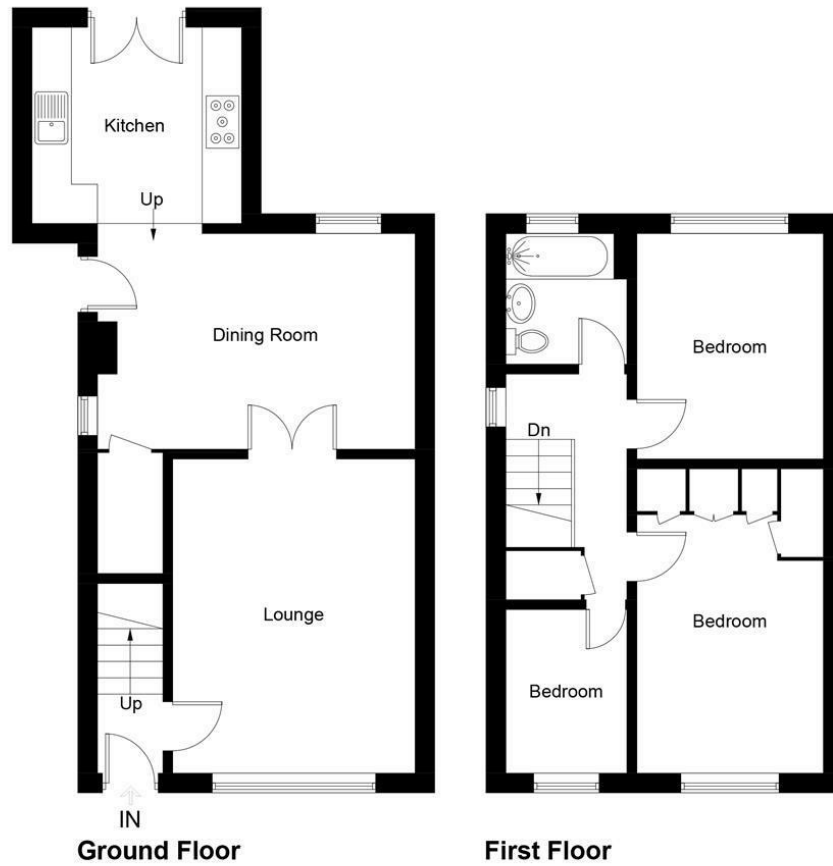 Kitchen
Up
Dining Room
Lounge
Up
IN
Ground Floor
Bedroom
Dn
Bedroom
Bedroom
First Floor